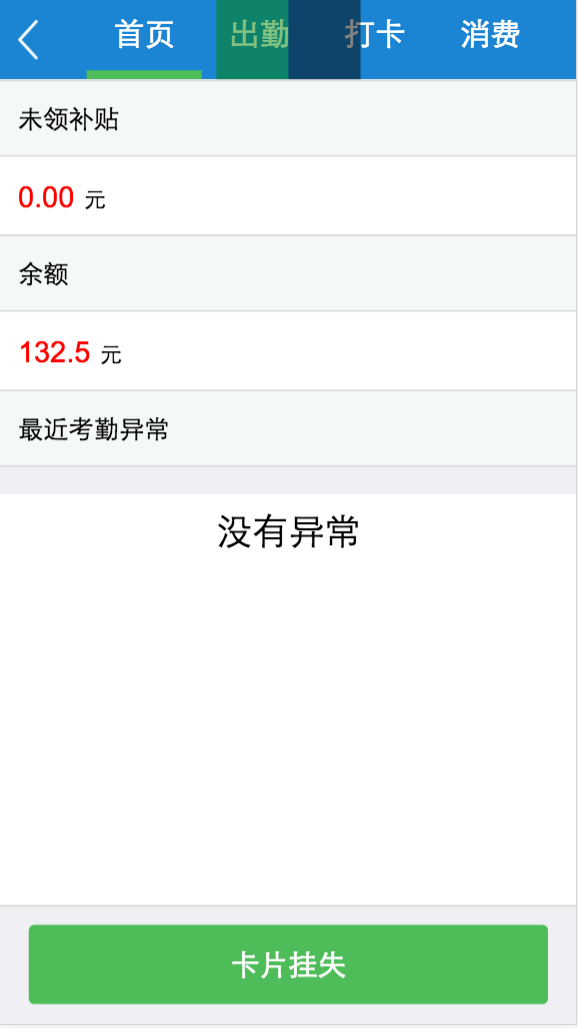 首页 出勤 打卡 消费
未领补贴
0.00 元
余额
132.5 元
最近考勤异常
没有异常
卡片挂失